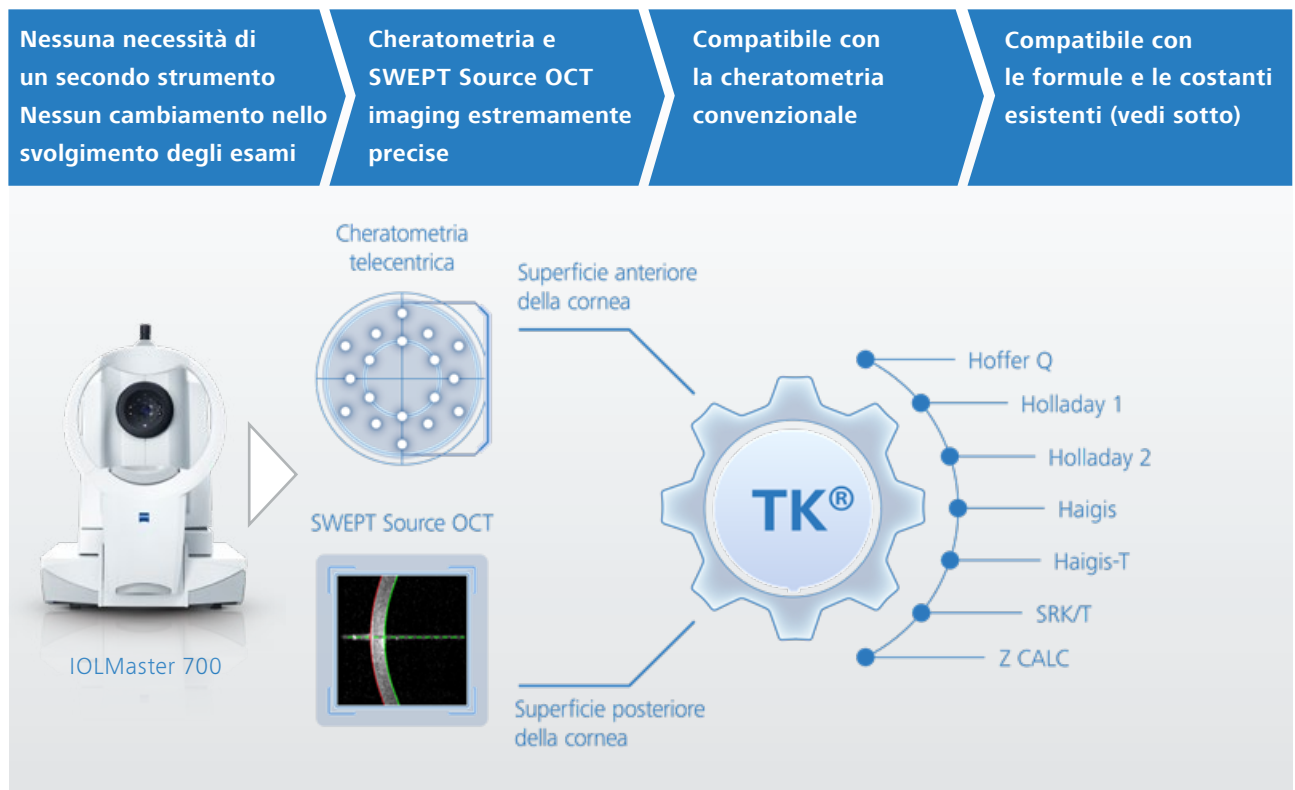 Nessuna necessità di
un secondo strumento
Nessun cambiamento nello
svolgimento degli esami
Cheratometria e
SWEPT Source OCT
imaging estremamente
precise
Compatibile con
la cheratometria
convenzionale
Compatibile con
le formule e le costanti
esistenti (vedi sotto)
Cheratometria
telecentrica
Superficie anteriore
della cornea
SWEPT Source OCT
IOLMaster 700
Superficie posteriore
della cornea
TK®
Hoffer Q
Holladay 1
Holladay 2
Haigis
Haigis-T
SRK/T
Z CALC